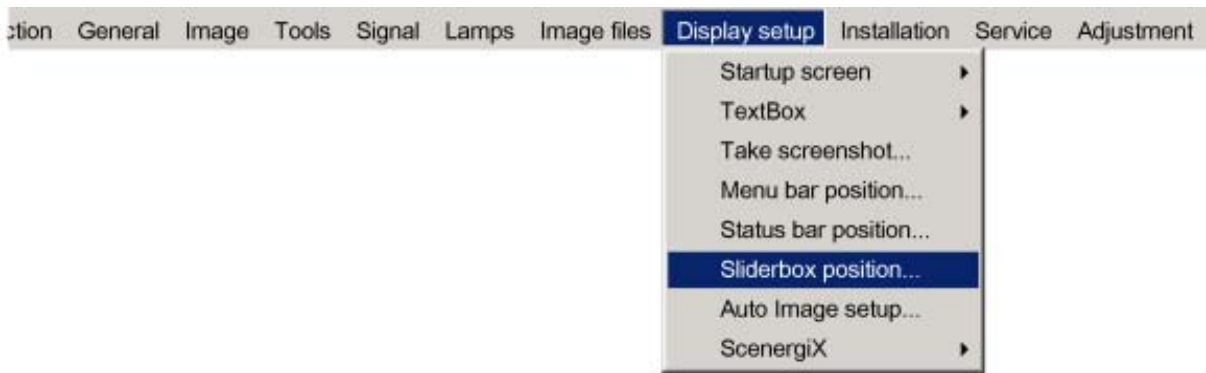 ction General Image Tools Signal Lamps Image files Display setup Installation Service Adjustment
Startup screen
TextBox
Take screenshot...
Menu bar position...
Status bar position...
Sliderbox position...
Auto Image setup...
ScenergiX